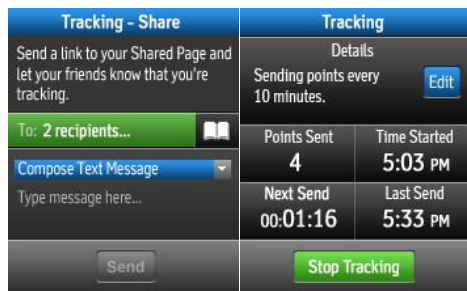 Tracking - Share
Send a link to your Shared Page and
let your friends know that you're
tracking.
To: 2 recipients...
Compose Text Message
Type message here...
Send
Tracking
Details
Sending points every
10 minutes.
Edit
Points Sent
4
Time Started
5:03 PM
Next Send
00:01:16
Last Send
5:33 PM
Stop Tracking